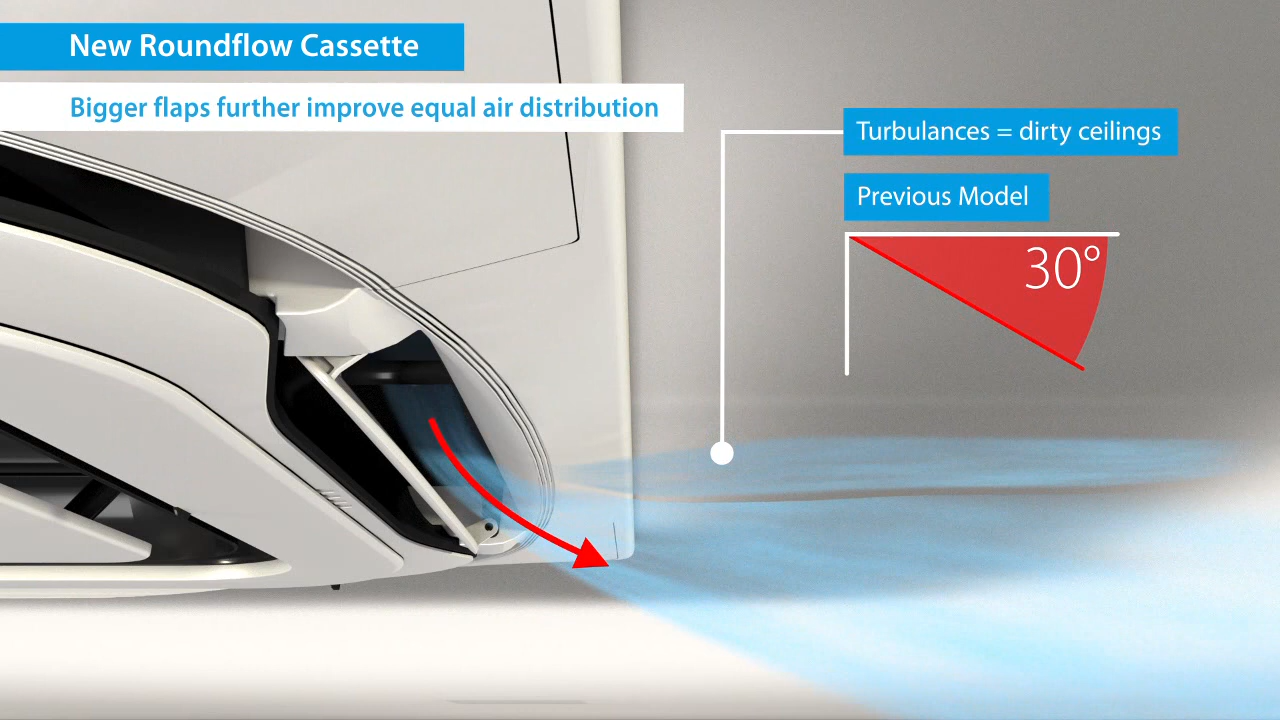 New Roundflow Cassette
Bigger flaps further improve equal air distribution
Turbulances = dirty ceilings
Previous Model
30°